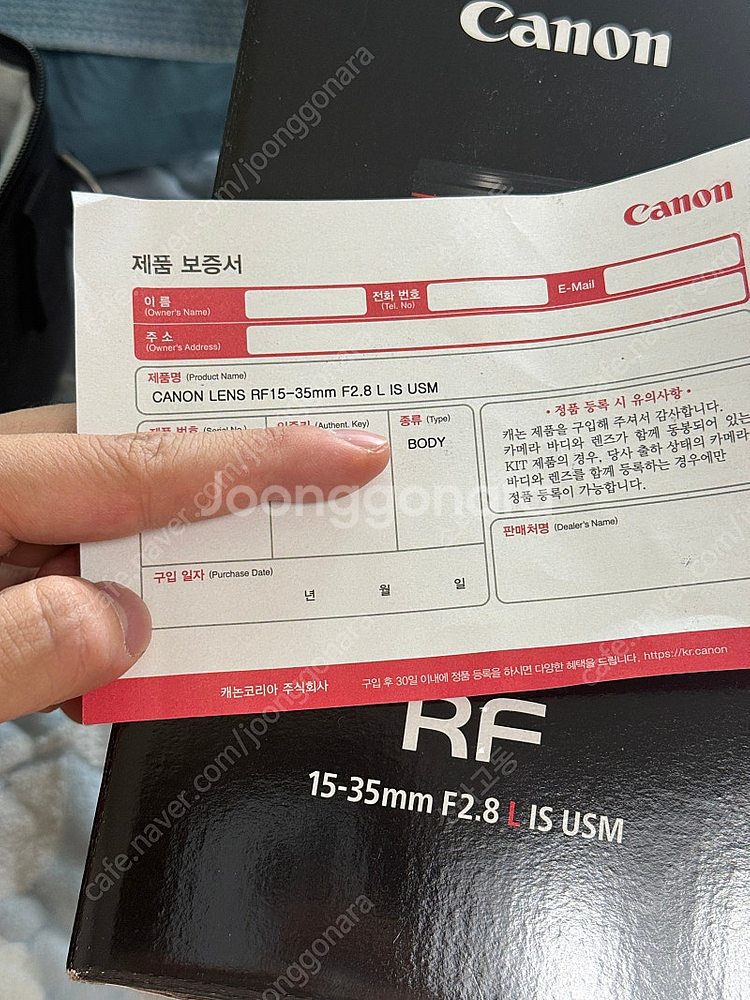 Canon
Canon
제품 보증서
이 름 (Owner's Name)
전화 번호 (Tel. No)
E-Mail
주 소 (Owner's Address)
제품명 (Product Name)
CANON LENS RF15-35mm F2.8 L IS USM
(Authent. Key)
종류 (Type)
BODY
• 정품 등록 시 유의사항 •
캐논 제품을 구입해 주셔서 감사합니다.
카메라 바디와 렌즈가 함께 동봉되어 있는
KIT 제품의 경우, 당사 출하 상태의 카메라
바디와 렌즈를 함께 등록하는 경우에만
정품 등록이 가능합니다.
판매처명 (Dealer's Name)
구입 일자 (Purchase Date)
년 월 일
캐논코리아 주식회사
구입 후 30일 이내에 정품 등록을 하시면 다양한 혜택을 드립니다. https://kr.canon
RF
15-35mm F2.8 L IS USM
Joonggonara
cafe.naver.com/joonggonara